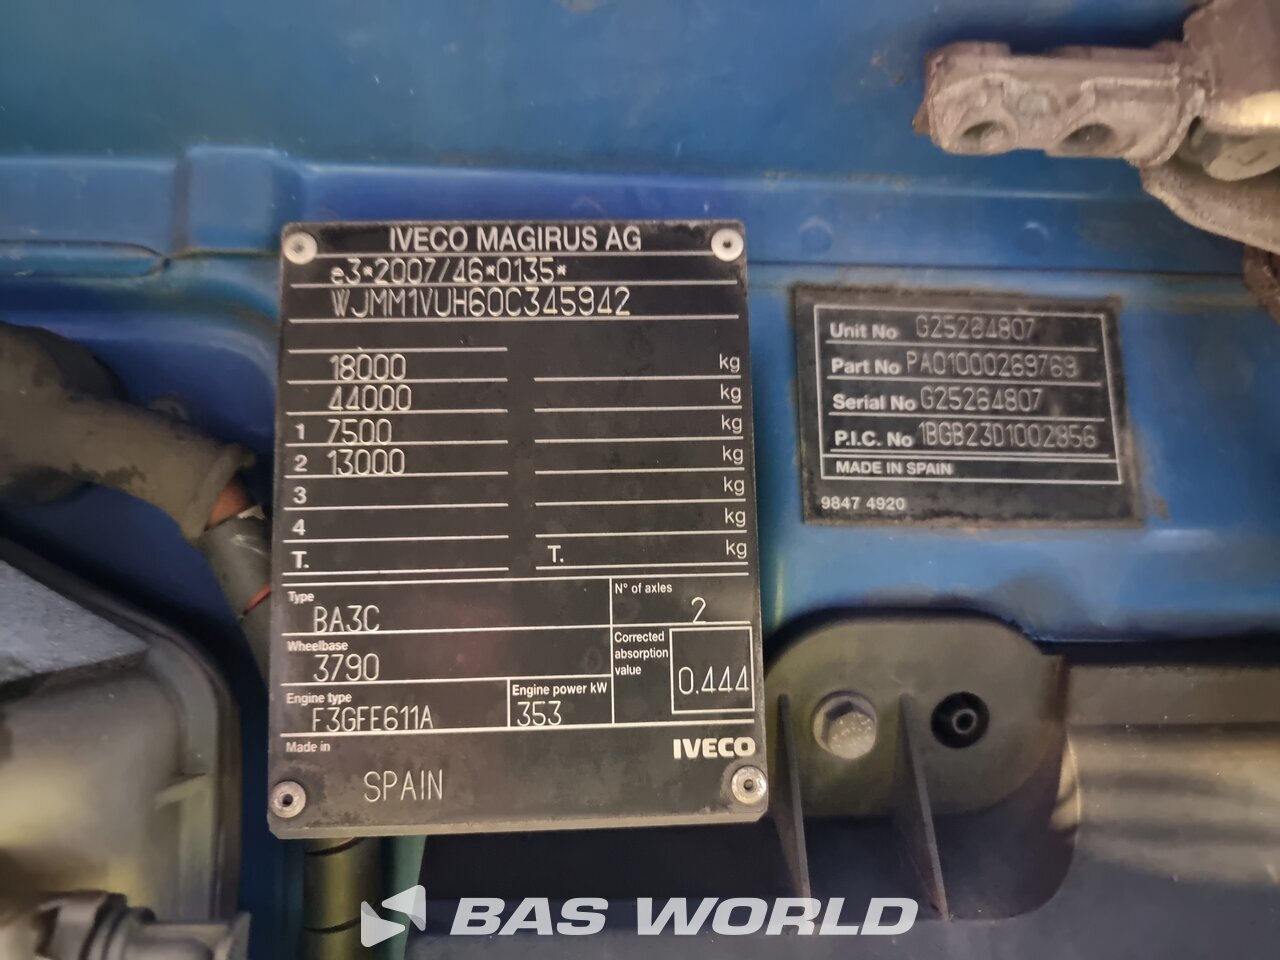 IVECO MAGIRUS AG
e3*2007/46*0135*
WJMM1VUH60C345942
18000 kg
44000 kg
1 7500 kg
2 13000 kg
3 kg
4 kg
T. T. kg
Type
BA3C
N° of axles
2
Wheelbase
3790
Corrected absorption value
0.444
Engine type
F3GFE611A
Engine power kW
353
Made in
SPAIN
IVECO
Unit No G25264807
Part No PA01000269769
Serial No G25264807
P.I.C. No 1BGB23D1002856
MADE IN SPAIN
9847 4920
BAS WORLD